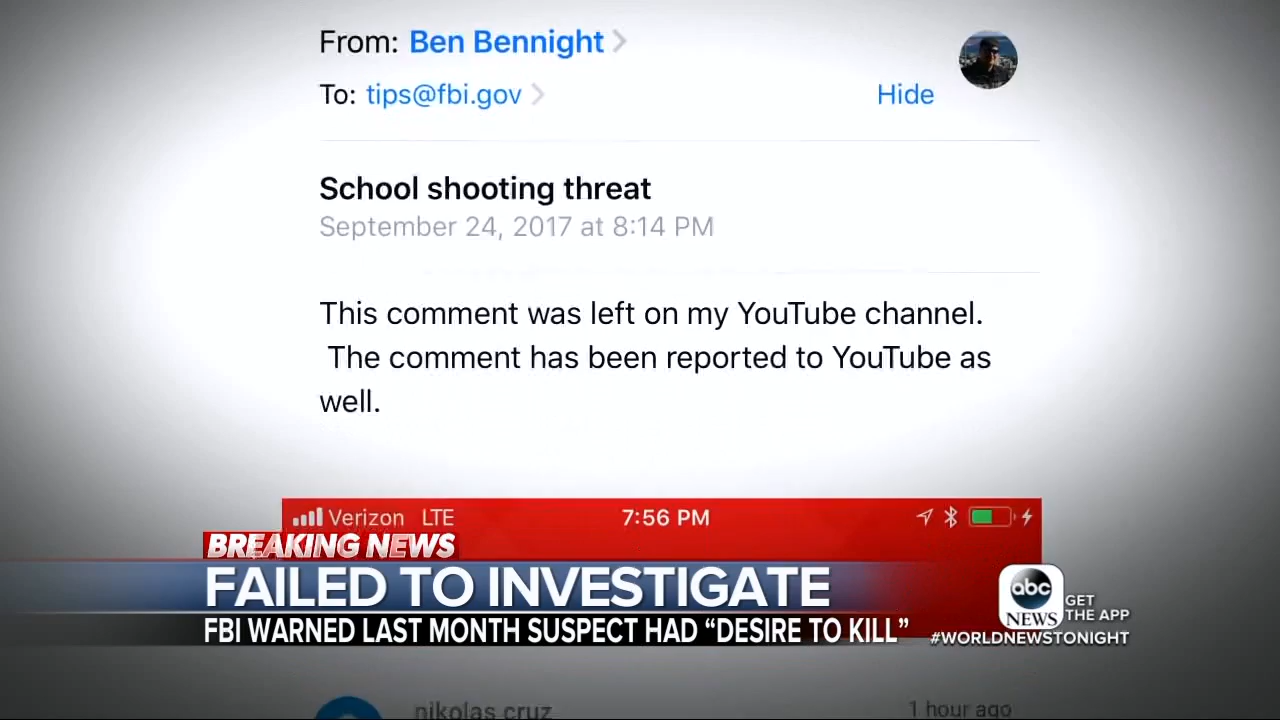 From: Ben Bennight
To: tips@fbi.gov
Hide
School shooting threat
September 24, 2017 at 8:14 PM
This comment was left on my YouTube channel.
The comment has been reported to YouTube as
well.
Verizon LTE 7:56 PM
BREAKING NEWS
FAILED TO INVESTIGATE
FBI WARNED LAST MONTH SUSPECT HAD “DESIRE TO KILL”
abc
NEWS
GET
THE APP
#WORLDNEWSTONIGHT
nikolas cruz
1 hour ago